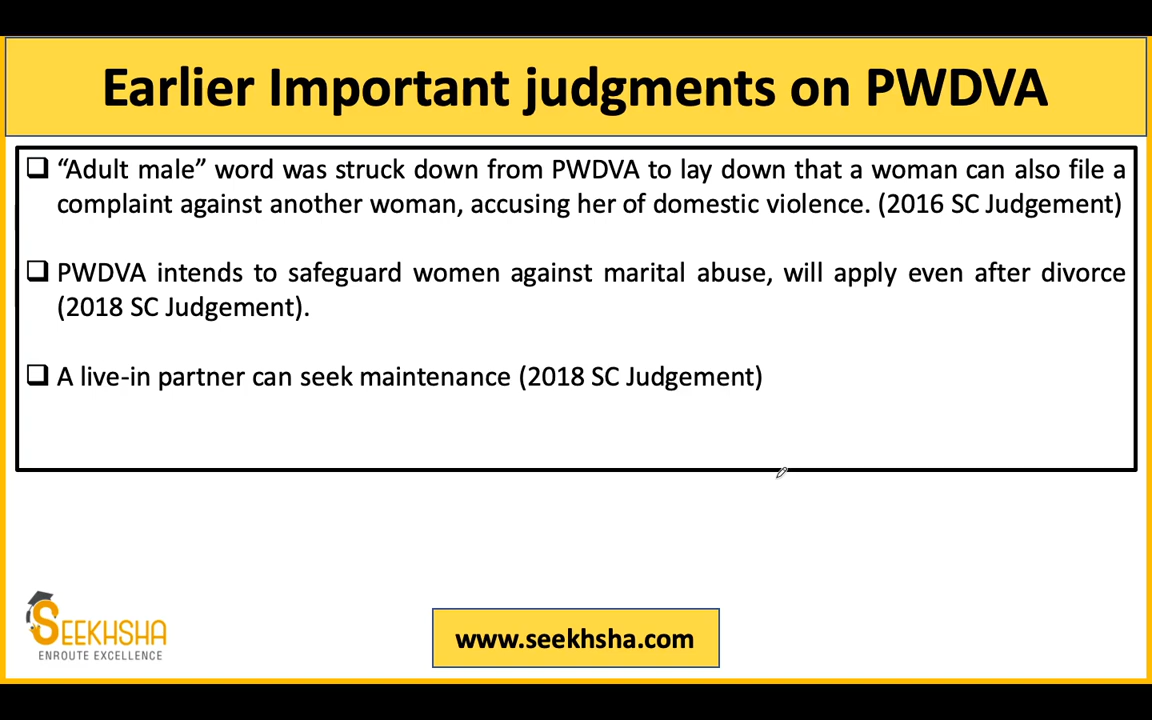 Earlier Important judgments on PWDVA
“Adult male” word was struck down from PWDVA to lay down that a woman can also file a
complaint against another woman, accusing her of domestic violence. (2016 SC Judgement)
PWDVA intends to safeguard women against marital abuse, will apply even after divorce
(2018 SC Judgement).
A live-in partner can seek maintenance (2018 SC Judgement)
SEEKHSHA
ENROUTE EXCELLENCE
www.seekhsha.com